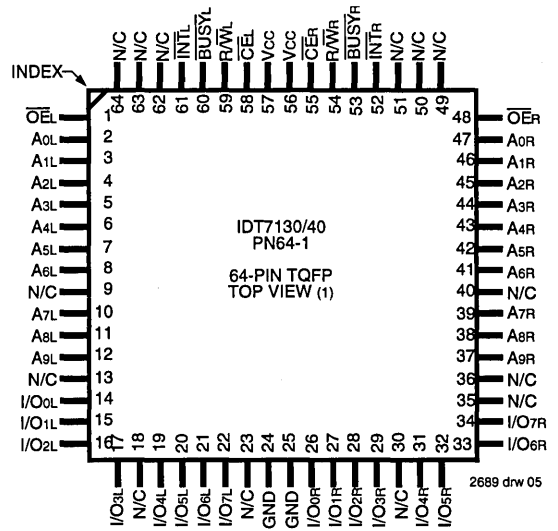 N/C
N/C
N/C
INTL
BUSYL
R/WL
CEL
VCC
VCC
CER
R/WR
BUSYR
INTR
N/C
N/C
N/C
INDEX
64 63 62 61 60 59 58 57 56 55 54 53 52 51 50 49
OEL 1 48 OER
A0L 2 47 A0R
A1L 3 46 A1R
A2L 4 45 A2R
A3L 5 44 A3R
A4L 6 43 A4R
A5L 7 42 A5R
A6L 8 41 A6R
N/C 9 40 N/C
A7L 10 39 A7R
A8L 11 38 A8R
A9L 12 37 A9R
N/C 13 36 N/C
I/O0L 14 35 N/C
I/O1L 15 34 I/O7R
I/O2L 16 33 I/O6R
IDT7130/40
PN64-1
64-PIN TQFP
TOP VIEW (1)
17 18 19 20 21 22 23 24 25 26 27 28 29 30 31 32
I/O3L
N/C
I/O4L
I/O5L
I/O6L
I/O7L
N/C
GND
GND
I/O0R
I/O1R
I/O2R
I/O3R
N/C
I/O4R
I/O5R
2689 drw 05